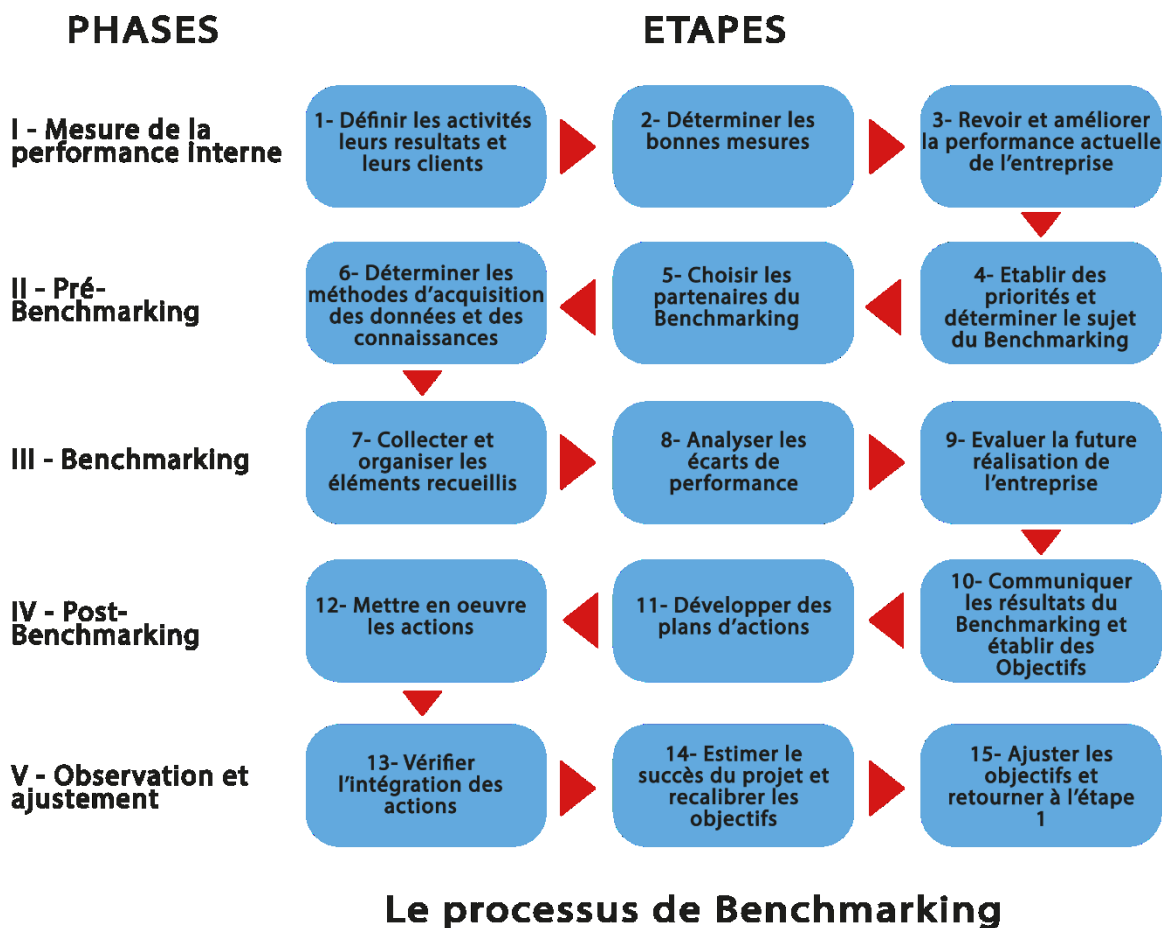 PHASES
ETAPES
I - Mesure de la
performance interne
1- Définir les activités
leurs resultats et
leurs clients
2- Déterminer les
bonnes mesures
3- Revoir et améliorer
la performance actuelle
de l’entreprise
II - Pré-
Benchmarking
6- Déterminer les
méthodes d’acquisition
des données et des
connaissances
5- Choisir les
partenaires du
Benchmarking
4- Etablir des
priorités et
déterminer le sujet
du Benchmarking
III - Benchmarking
7- Collecter et
organiser les
éléments recueillis
8- Analyser les
écarts de
performance
9- Evaluer la future
réalisation de
l’entreprise
IV - Post-
Benchmarking
12- Mettre en oeuvre
les actions
11- Développer des
plans d’actions
10- Communiquer
les résultats du
Benchmarking et
établir des
Objectifs
V - Observation et
ajustement
13- Vérifier
l’intégration des
actions
14- Estimer le
succès du projet et
recalibrer les
objectifs
15- Ajuster les
objectifs et
retourner à l’étape
1
Le processus de Benchmarking